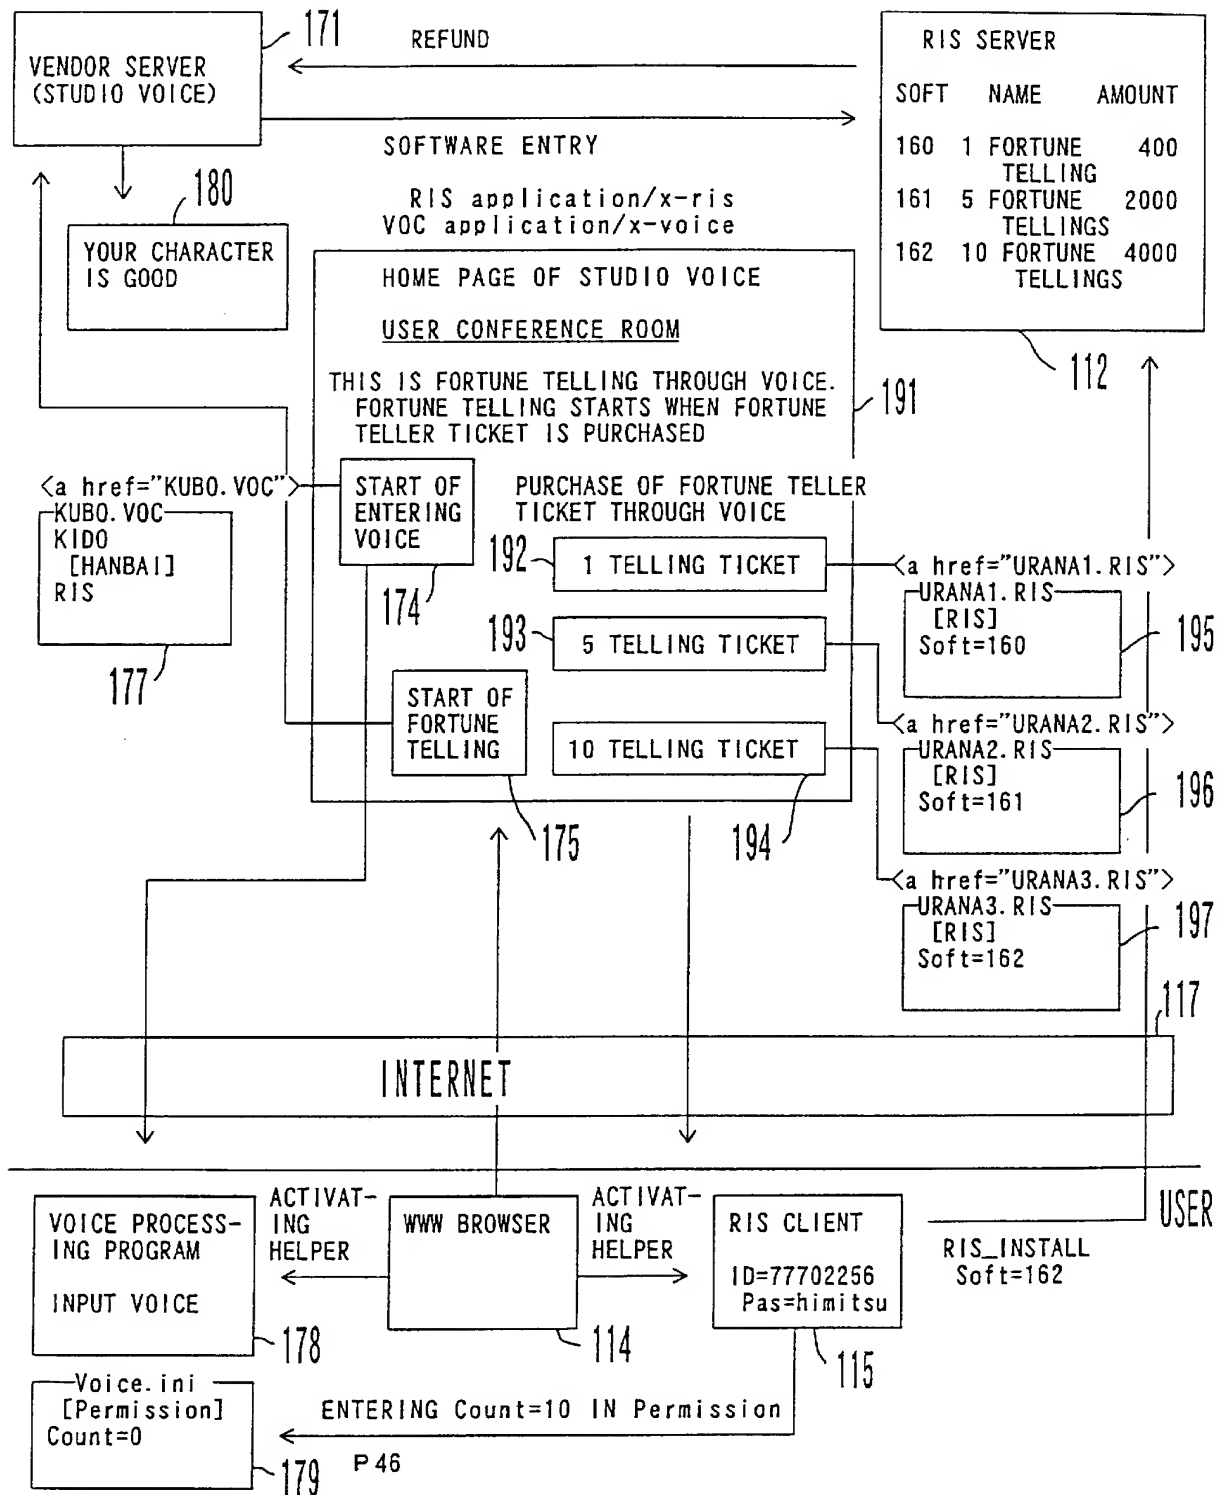 171
REFUND
VENDOR SERVER
(STUDIO VOICE)
RIS SERVER
SOFT NAME AMOUNT
160 1 FORTUNE 400
TELLING
161 5 FORTUNE 2000
TELLINGS
162 10 FORTUNE 4000
TELLINGS
112
SOFTWARE ENTRY
RIS application/x-ris
VOC application/x-voice
180
YOUR CHARACTER
IS GOOD
HOME PAGE OF STUDIO VOICE
USER CONFERENCE ROOM
THIS IS FORTUNE TELLING THROUGH VOICE.
FORTUNE TELLING STARTS WHEN FORTUNE
TELLER TICKET IS PURCHASED
191
<a href="KUBO.VOC">
KUBO.VOC
KIDO
[HANBAI]
RIS
177
START OF
ENTERING
VOICE
174
PURCHASE OF FORTUNE TELLER
TICKET THROUGH VOICE
192
1 TELLING TICKET
<a href="URANA1.RIS">
URANA1.RIS
[RIS]
Soft=160
195
193
5 TELLING TICKET
START OF
FORTUNE
TELLING
175
<a href="URANA2.RIS">
URANA2.RIS
[RIS]
Soft=161
196
10 TELLING TICKET
194
<a href="URANA3.RIS">
URANA3.RIS
[RIS]
Soft=162
197
117
INTERNET
USER
VOICE PROCESS-
ING PROGRAM
INPUT VOICE
178
ACTIVAT-
ING
HELPER
WWW BROWSER
114
ACTIVAT-
ING
HELPER
RIS CLIENT
ID=77702256
Pas=himitsu
115
RIS_INSTALL
Soft=162
Voice.ini
[Permission]
Count=0
179
ENTERING Count=10 IN Permission
P46